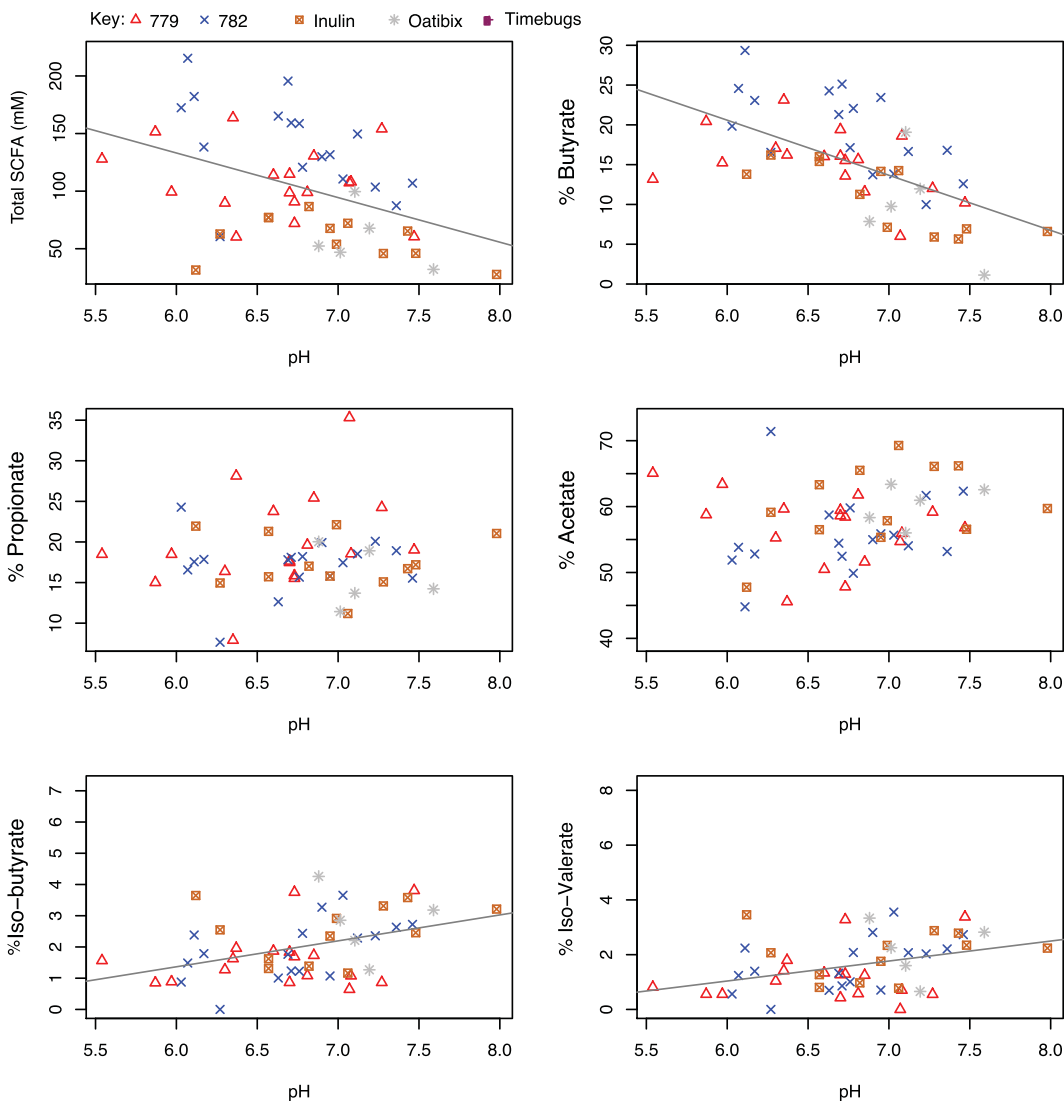 Key: 779 782 Inulin Oatibix Timebugs
Total SCFA (mM)
200
150
100
50
5.5 6.0 6.5 7.0 7.5 8.0
pH
% Butyrate
30
25
20
15
10
5
0
5.5 6.0 6.5 7.0 7.5 8.0
pH
% Propionate
35
30
25
20
15
10
5.5 6.0 6.5 7.0 7.5 8.0
pH
% Acetate
70
60
50
40
5.5 6.0 6.5 7.0 7.5 8.0
pH
%Iso-butyrate
7
6
5
4
3
2
1
0
5.5 6.0 6.5 7.0 7.5 8.0
pH
% Iso-Valerate
8
6
4
2
0
5.5 6.0 6.5 7.0 7.5 8.0
pH